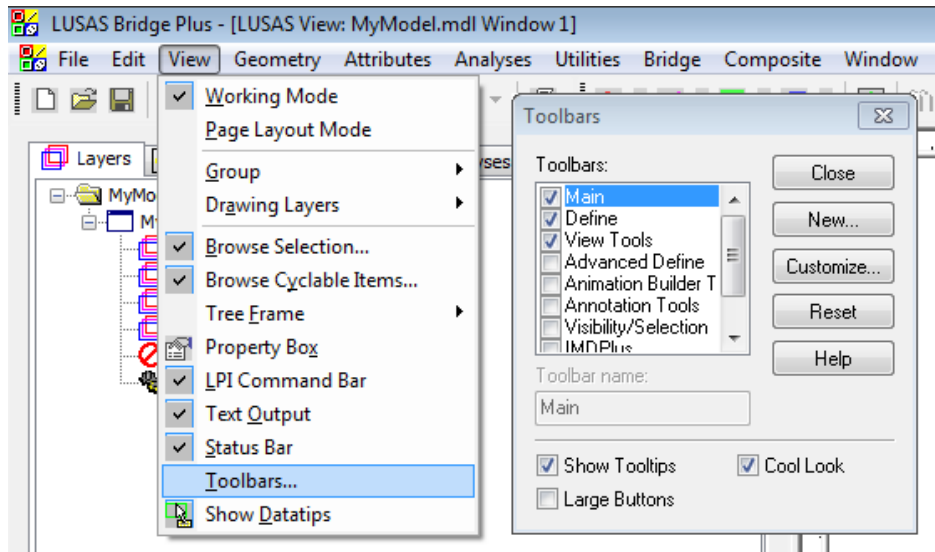 LUSAS Bridge Plus - [LUSAS View: MyModel.mdl Window 1]
File Edit View Geometry Attributes Analyses Utilities Bridge Composite Window
Layers
MyMo
Working Mode
Page Layout Mode
Group
Drawing Layers
Browse Selection...
Browse Cyclable Items...
Tree Frame
Property Box
LPI Command Bar
Text Output
Status Bar
Toolbars...
Show Datatips
yses
Toolbars
Toolbars:
Main
Define
View Tools
Advanced Define
Animation Builder T
Annotation Tools
Visibility/Selection
IMDPlus
Close
New...
Customize...
Reset
Help
Toolbar name:
Main
Show Tooltips
Cool Look
Large Buttons